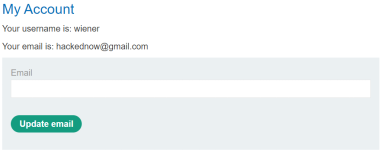 My Account
Your username is: wiener
Your email is: hackednow@gmail.com
Email
Update email